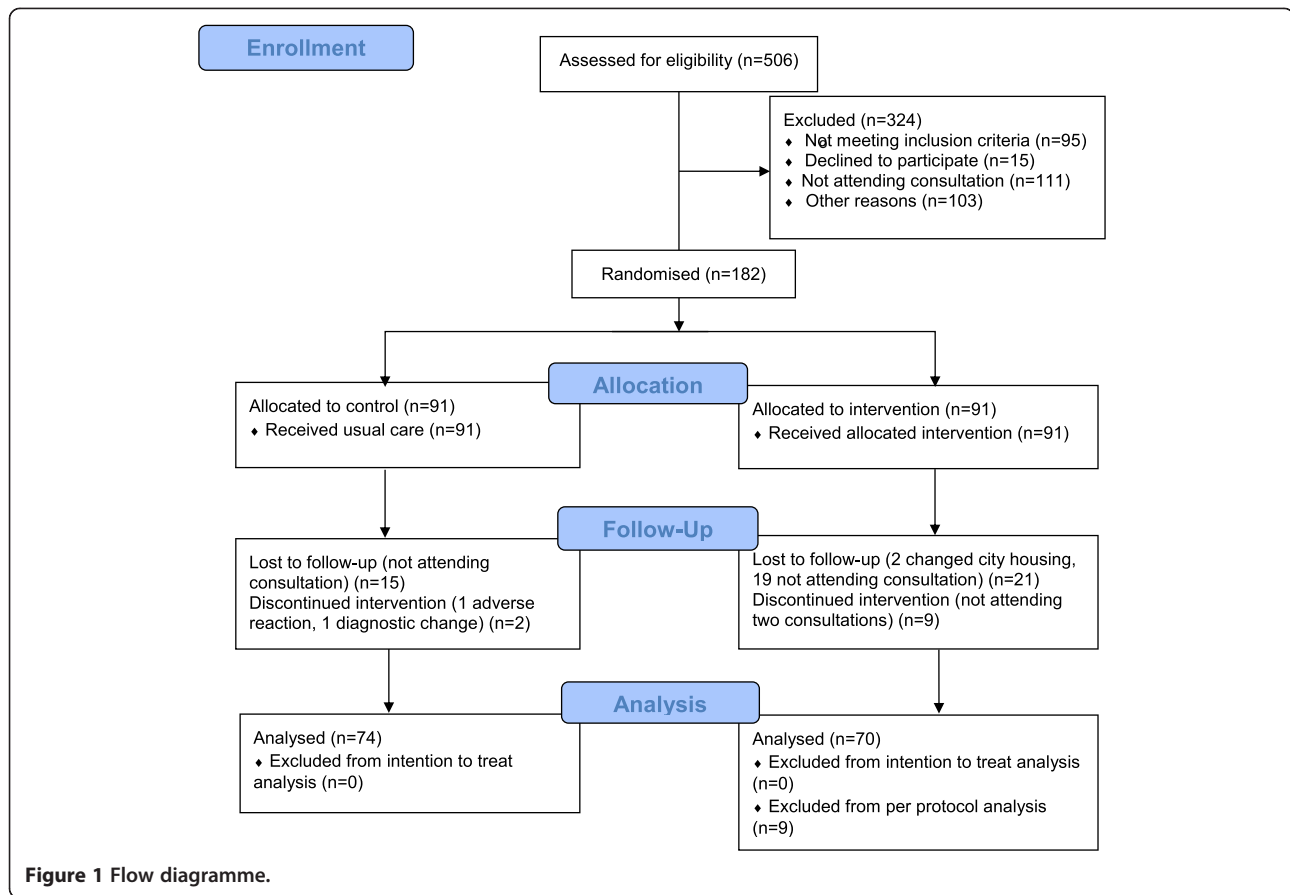 Enrollment
Assessed for eligibility (n=506)
Excluded (n=324)
♦ Not meeting inclusion criteria (n=95)
♦ Declined to participate (n=15)
♦ Not attending consultation (n=111)
♦ Other reasons (n=103)
Randomised (n=182)
Allocation
Allocated to control (n=91)
♦ Received usual care (n=91)
Allocated to intervention (n=91)
♦ Received allocated intervention (n=91)
Follow-Up
Lost to follow-up (not attending
consultation) (n=15)
Discontinued intervention (1 adverse
reaction, 1 diagnostic change) (n=2)
Lost to follow-up (2 changed city housing,
19 not attending consultation) (n=21)
Discontinued intervention (not attending
two consultations) (n=9)
Analysis
Analysed (n=74)
♦ Excluded from intention to treat
analysis (n=0)
Analysed (n=70)
♦ Excluded from intention to treat analysis
(n=0)
♦ Excluded from per protocol analysis
(n=9)
Figure 1 Flow diagramme.